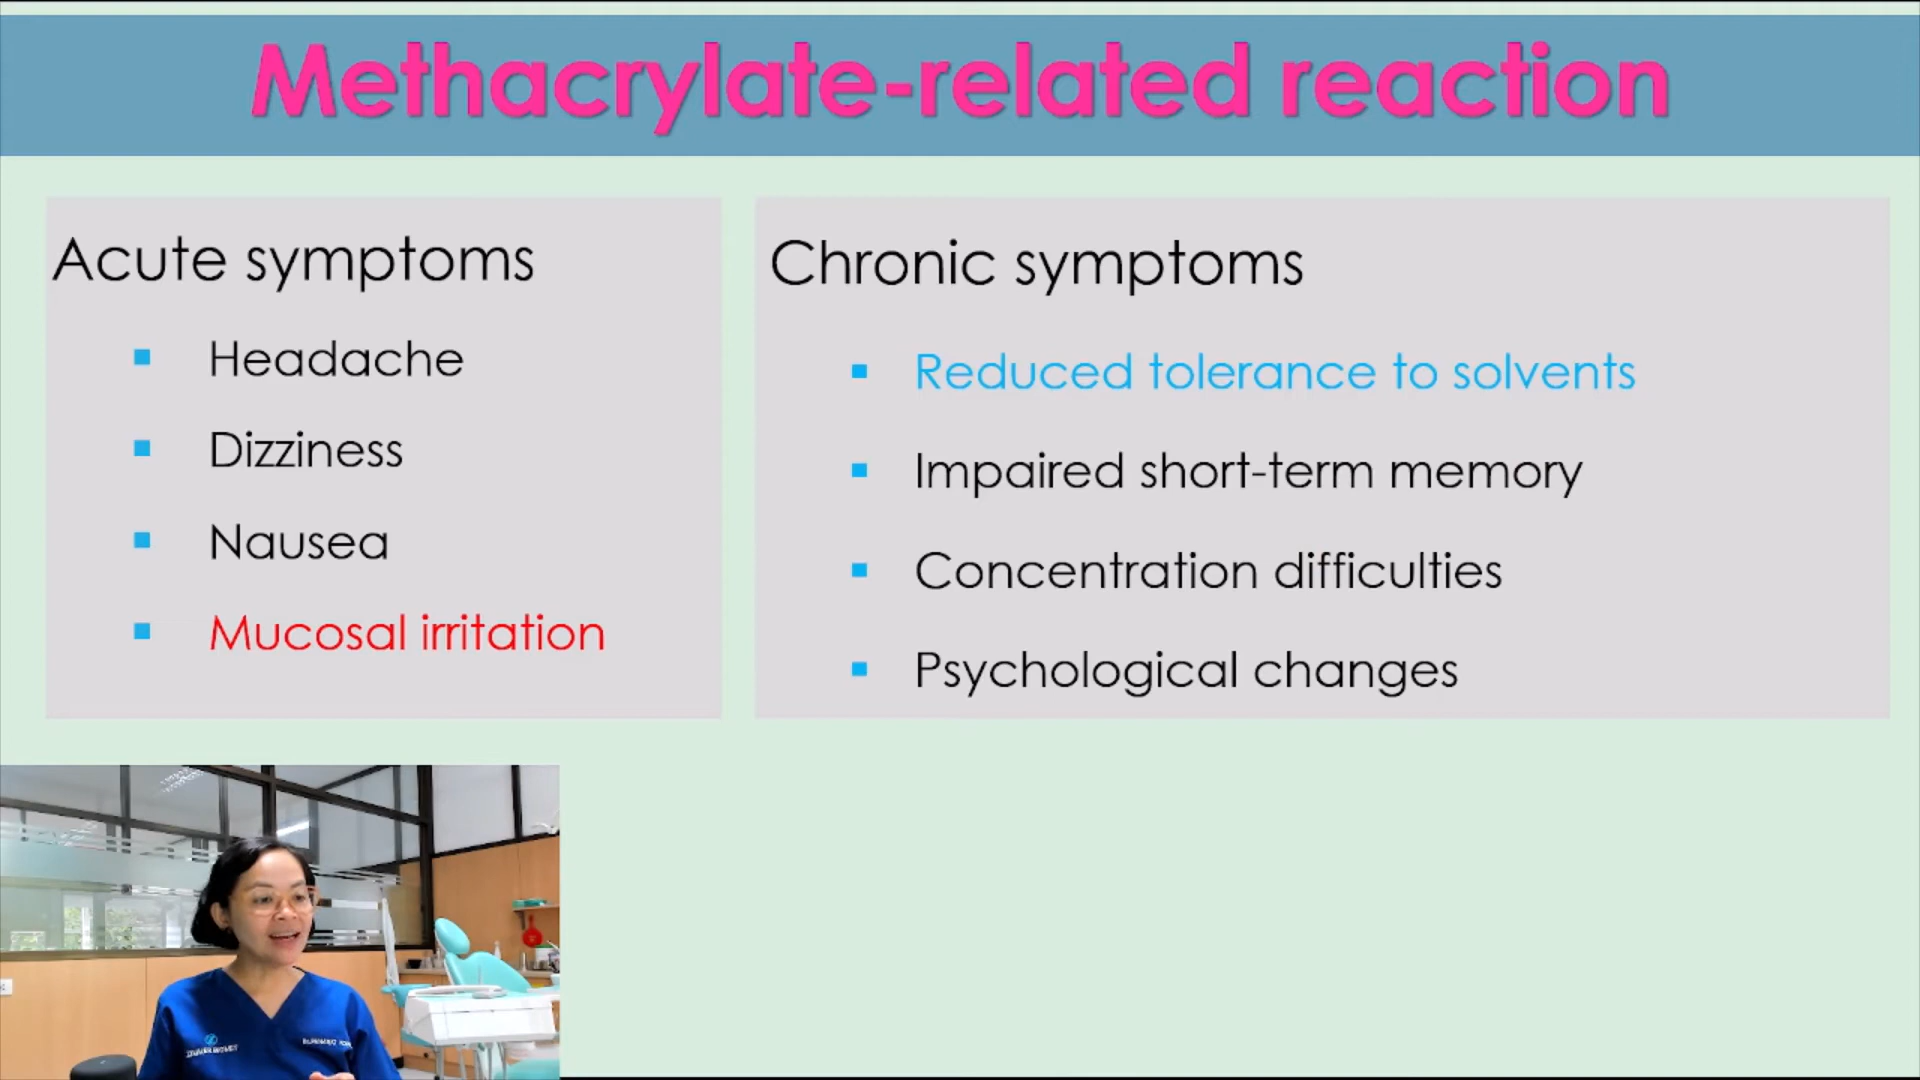 Methacrylate-related reaction
Acute symptoms
Headache
Dizziness
Nausea
Mucosal irritation
Chronic symptoms
Reduced tolerance to solvents
Impaired short-term memory
Concentration difficulties
Psychological changes